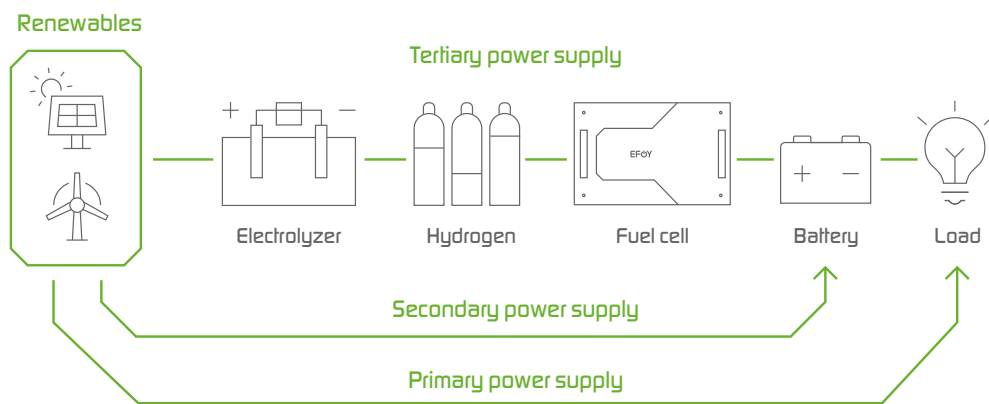 Renewables
Tertiary power supply
+ −
EFOY
+ -
Electrolyzer
Hydrogen
Fuel cell
Battery
Load
Secondary power supply
Primary power supply